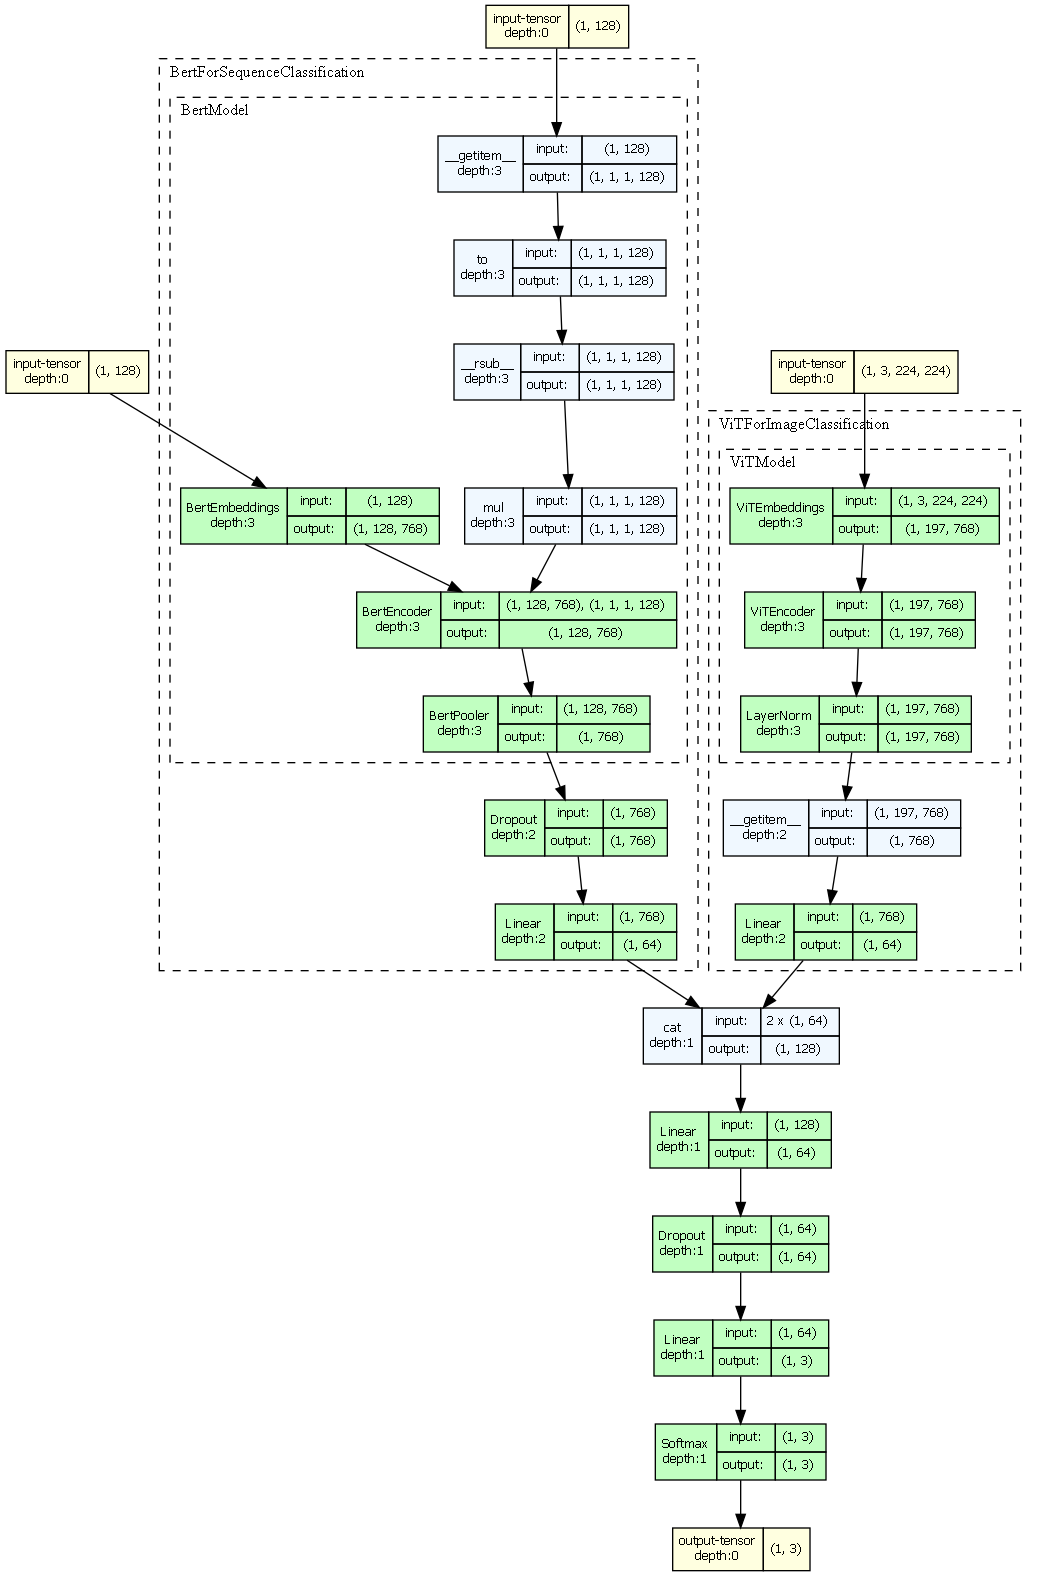 input-tensor
depth:0
(1, 128)
BertForSequenceClassification
BertModel
__getitem__
depth:3
input:
(1, 128)
output:
(1, 1, 1, 128)
to
depth:3
input:
(1, 1, 1, 128)
output:
(1, 1, 1, 128)
__rsub__
depth:3
input:
(1, 1, 1, 128)
output:
(1, 1, 1, 128)
input-tensor
depth:0
(1, 128)
input-tensor
depth:0
(1, 3, 224, 224)
ViTForImageClassification
ViTModel
BertEmbeddings
depth:3
input:
(1, 128)
output:
(1, 128, 768)
mul
depth:3
input:
(1, 1, 1, 128)
output:
(1, 1, 1, 128)
ViTEmbeddings
depth:3
input:
(1, 3, 224, 224)
output:
(1, 197, 768)
BertEncoder
depth:3
input:
(1, 128, 768), (1, 1, 1, 128)
output:
(1, 128, 768)
ViTEncoder
depth:3
input:
(1, 197, 768)
output:
(1, 197, 768)
BertPooler
depth:3
input:
(1, 128, 768)
output:
(1, 768)
LayerNorm
depth:3
input:
(1, 197, 768)
output:
(1, 197, 768)
Dropout
depth:2
input:
(1, 768)
output:
(1, 768)
__getitem__
depth:2
input:
(1, 197, 768)
output:
(1, 768)
Linear
depth:2
input:
(1, 768)
output:
(1, 64)
Linear
depth:2
input:
(1, 768)
output:
(1, 64)
cat
depth:1
input:
2 x (1, 64)
output:
(1, 128)
Linear
depth:1
input:
(1, 128)
output:
(1, 64)
Dropout
depth:1
input:
(1, 64)
output:
(1, 64)
Linear
depth:1
input:
(1, 64)
output:
(1, 3)
Softmax
depth:1
input:
(1, 3)
output:
(1, 3)
output-tensor
depth:0
(1, 3)